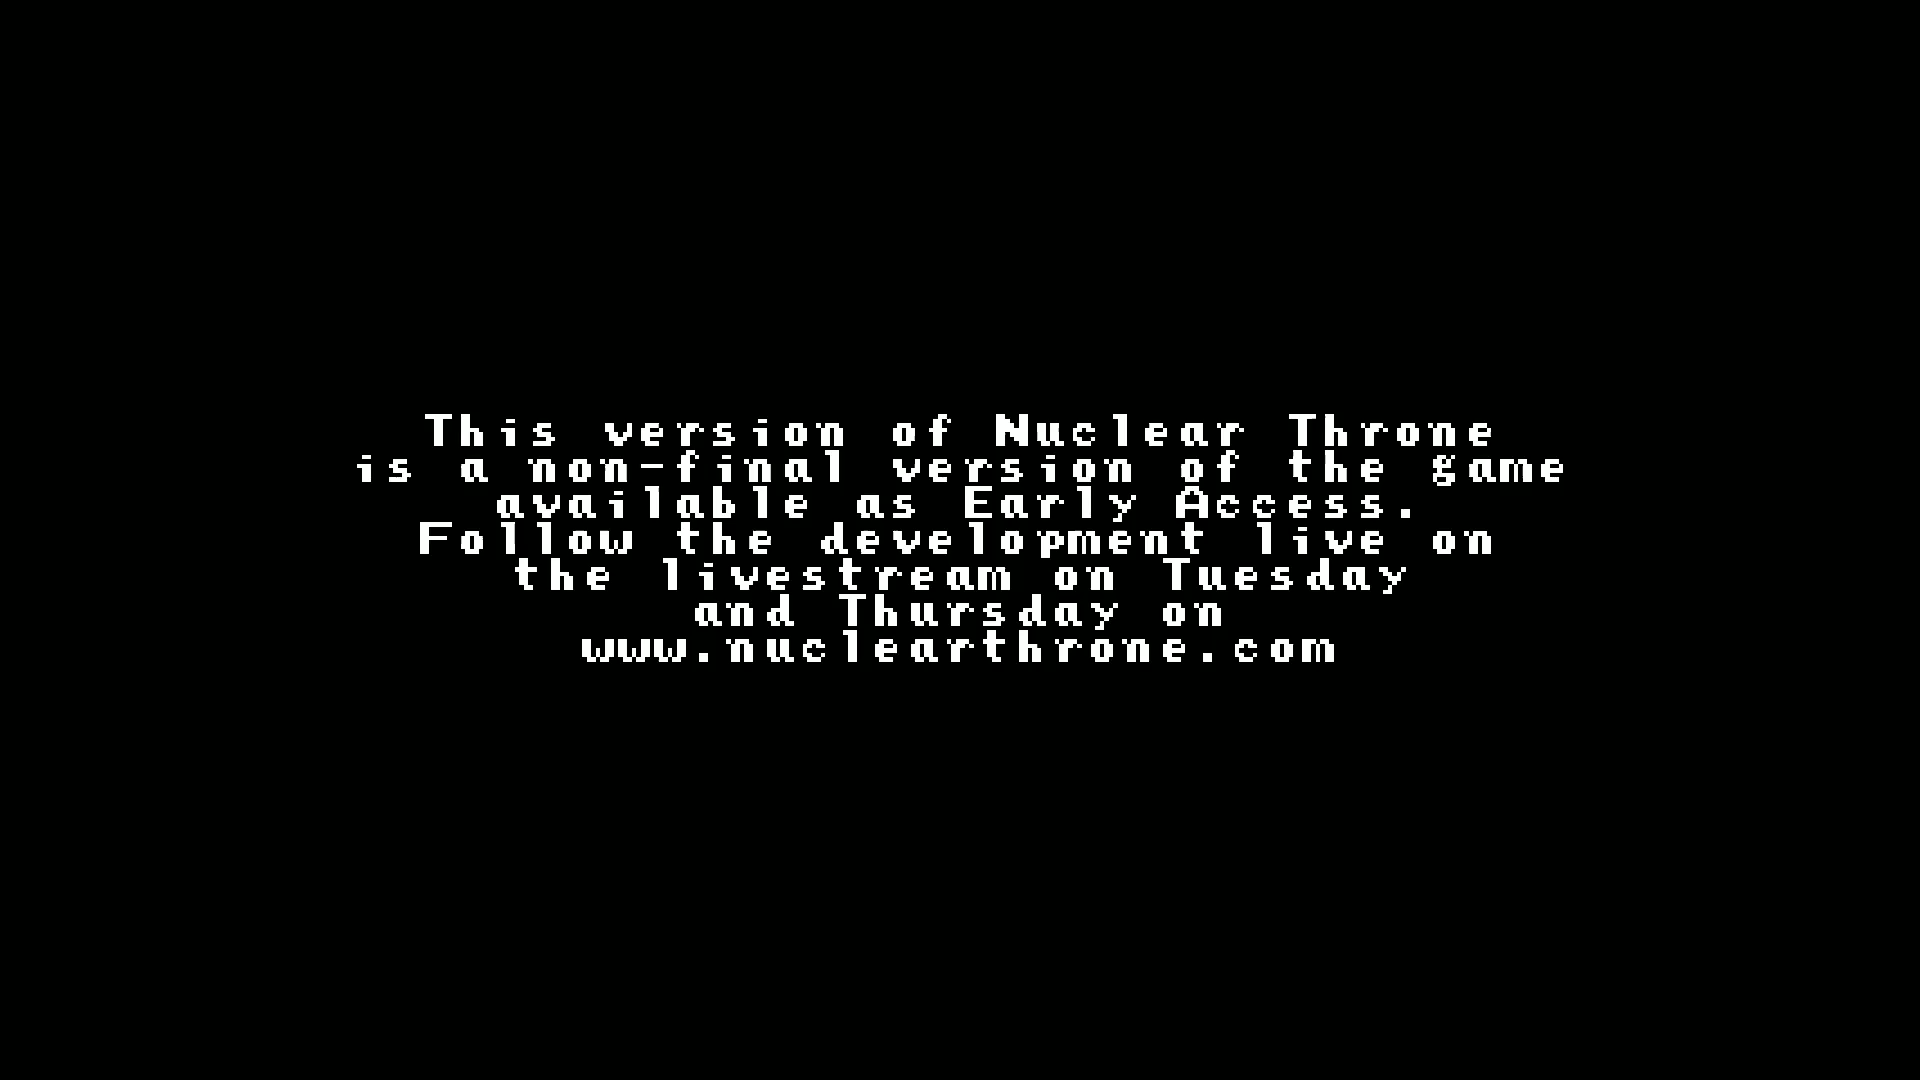 This version of Nuclear Throne
is a non-final version of the game
available as Early Access.
Follow the development live on
the livestream on Tuesday
and Thursday on
www.nuclearthrone.com